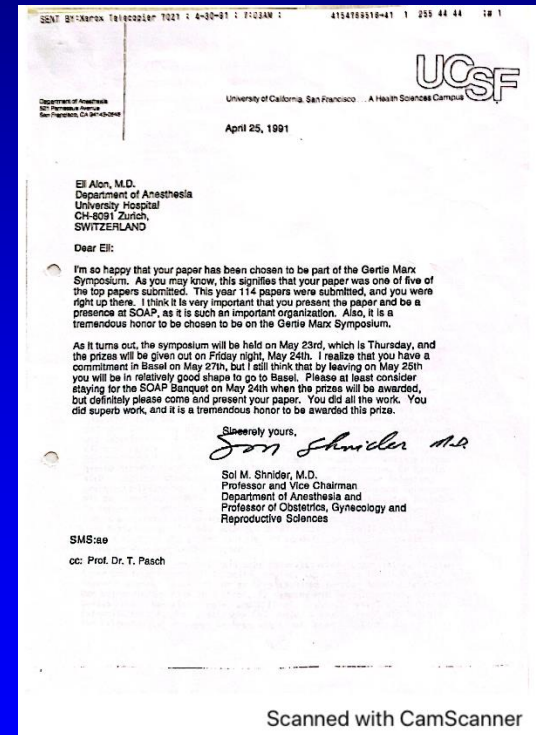 SENT BY:Xerox Telecopier 7021 ; 4-30-91 ; 7:03AM ; 4154769516→41 1 255 44 44 ;# 1
UCSF
University of California, San Francisco . . . A Health Sciences Campus
Department of Anesthesia
521 Parnassus Avenue
San Francisco, CA 94143-0648
April 25, 1991
Eli Alon, M.D.
Department of Anesthesia
University Hospital
CH-8091 Zurich,
SWITZERLAND
Dear Eli:
I'm so happy that your paper has been chosen to be part of the Gertie Marx
Symposium. As you may know, this signifies that your paper was one of five of
the top papers submitted. This year 114 papers were submitted, and you were
right up there. I think it is very important that you present the paper and be a
presence at SOAP, as it is such an important organization. Also, it is a
tremendous honor to be chosen to be on the Gertie Marx Symposium.
As it turns out, the symposium will be held on May 23rd, which is Thursday, and
the prizes will be given out on Friday night, May 24th. I realize that you have a
commitment in Basel on May 27th, but I still think that by leaving on May 25th
you will be in relatively good shape to go to Basel. Please at least consider
staying for the SOAP Banquet on May 24th when the prizes will be awarded,
but definitely please come and present your paper. You did all the work. You
did superb work, and it is a tremendous honor to be awarded this prize.
Sincerely yours,
Sol Shnider M.D.
Sol M. Shnider, M.D.
Professor and Vice Chairman
Department of Anesthesia and
Professor of Obstetrics, Gynecology and
Reproductive Sciences
SMS:ae
cc: Prof. Dr. T. Pasch
Scanned with CamScanner